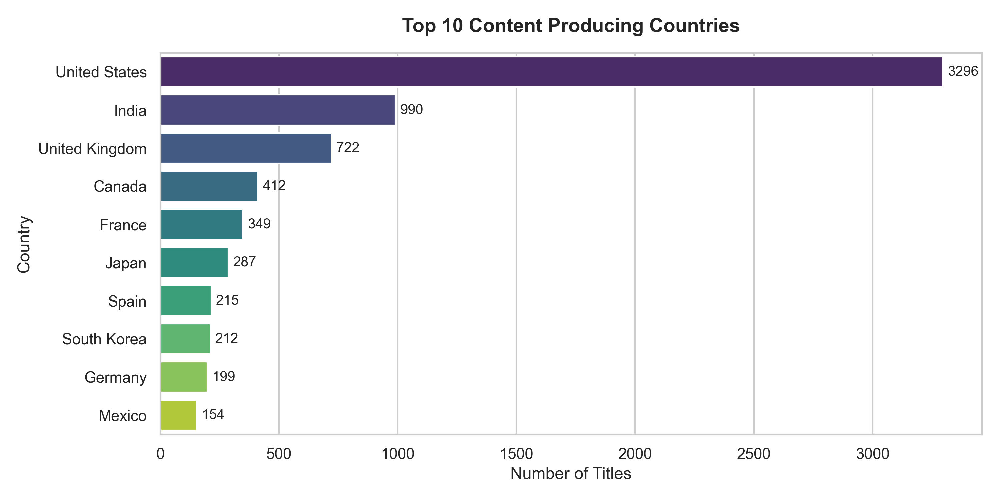 Top 10 Content Producing Countries
United States 3296
India 990
United Kingdom 722
Canada 412
France 349
Japan 287
Spain 215
South Korea 212
Germany 199
Mexico 154
Country
0 500 1000 1500 2000 2500 3000
Number of Titles